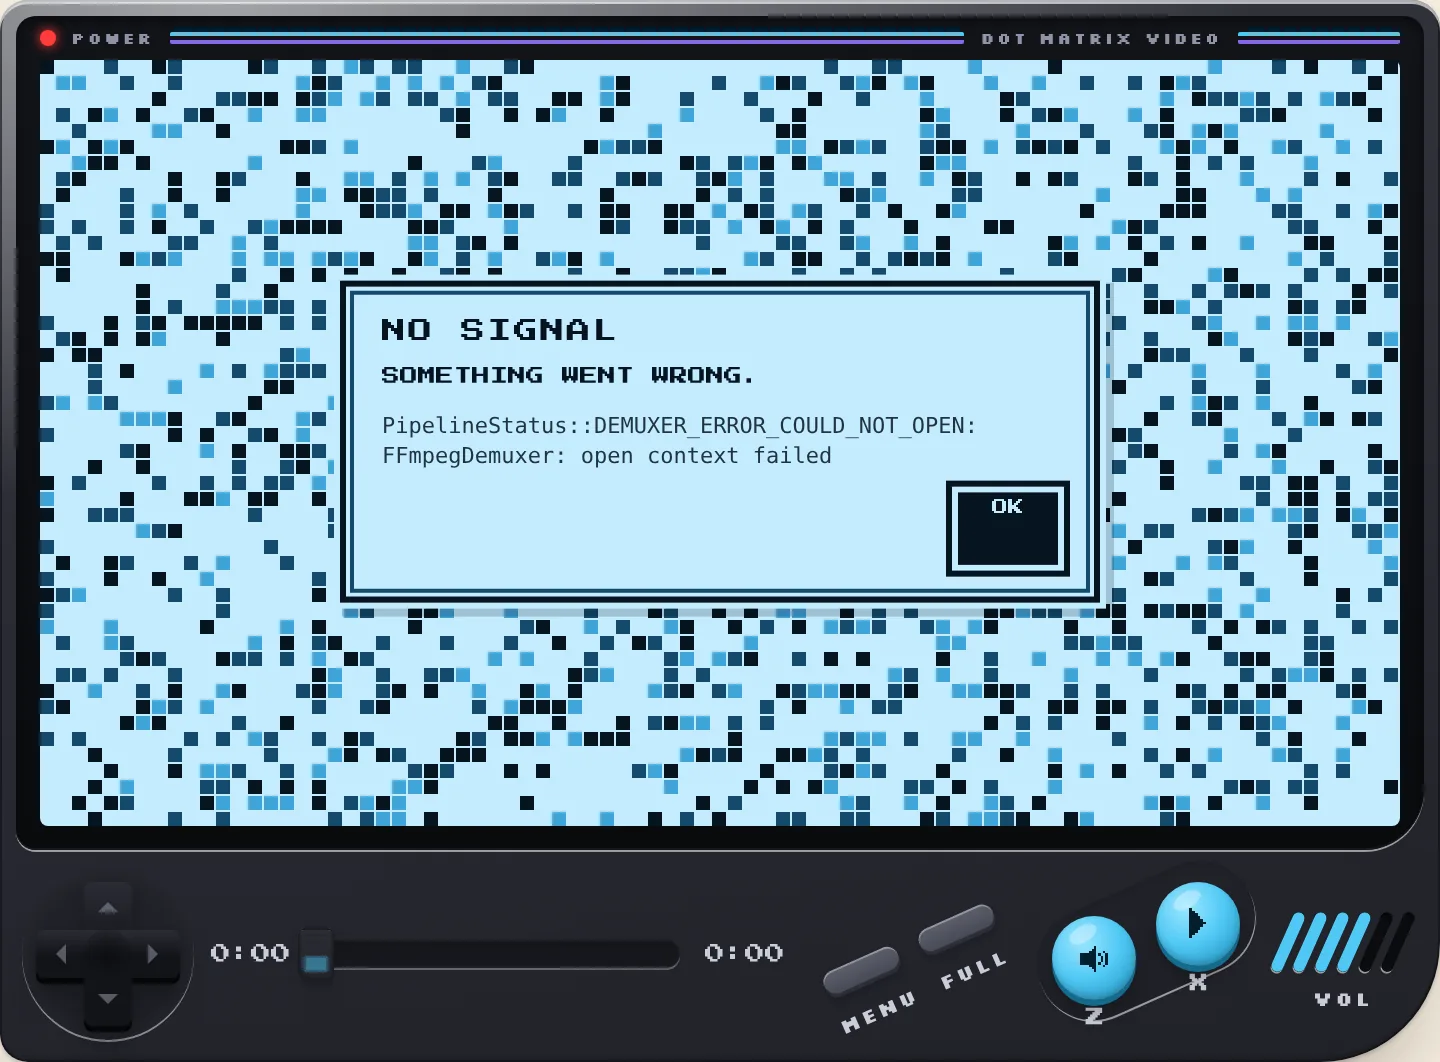 POWER
DOT MATRIX VIDEO
NO SIGNAL
SOMETHING WENT WRONG.
PipelineStatus::DEMUXER_ERROR_COULD_NOT_OPEN:
FFmpegDemuxer: open context failed
OK
0:00
0:00
MENU
FULL
Z
X
VOL